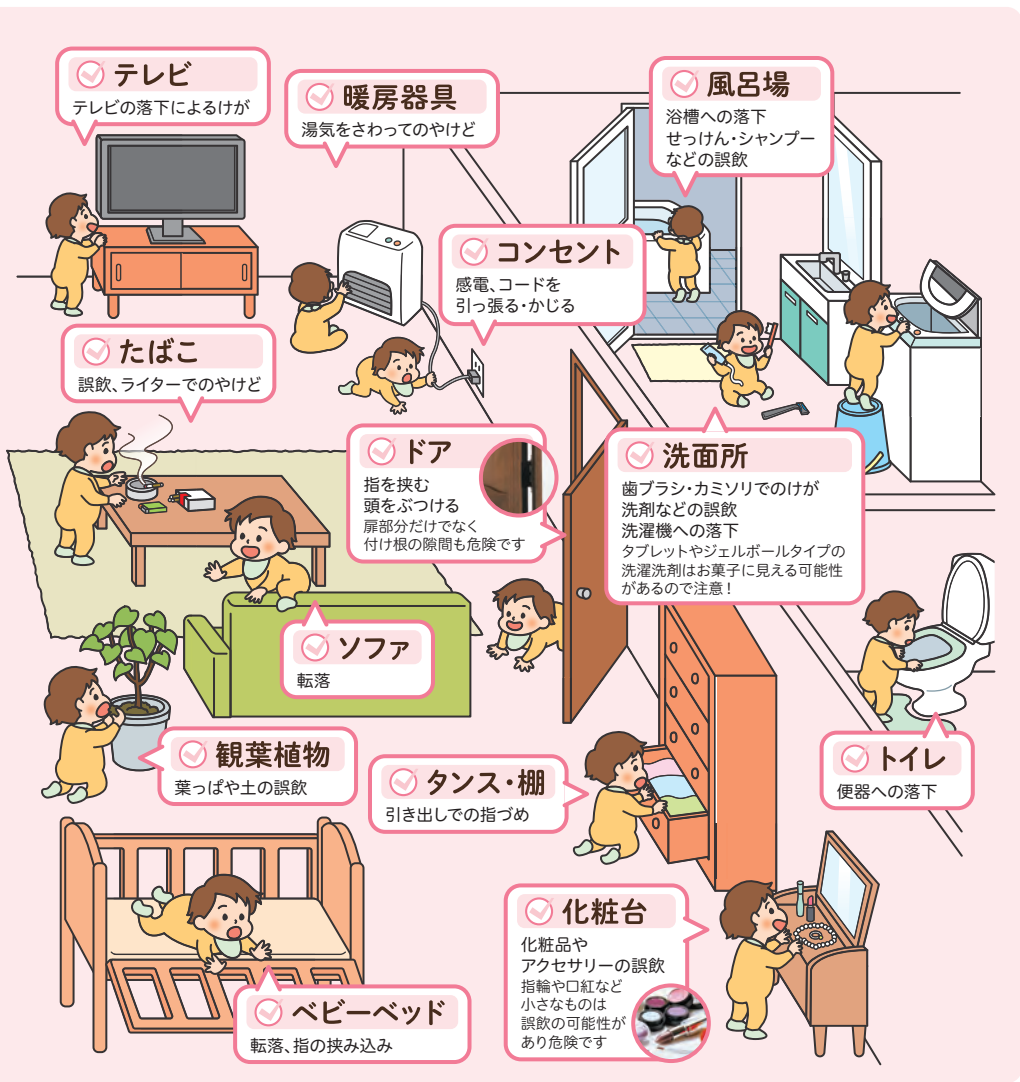 テレビ
テレビの落下によるけが
暖房器具
湯気をさわってのやけど
風呂場
浴槽への落下
せっけん・シャンプー
などの誤飲
コンセント
感電、コードを
引っ張る・かじる
たばこ
誤飲、ライターでのやけど
ドア
指を挟む
頭をぶつける
扉部分だけでなく
付け根の隙間も危険です
洗面所
歯ブラシ・カミソリでのけが
洗剤などの誤飲
洗濯機への落下
タブレットやジェルボールタイプの
洗濯洗剤はお菓子に見える可能性
があるので注意！
ソファ
転落
観葉植物
葉っぱや土の誤飲
タンス・棚
引き出しでの指づめ
トイレ
便器への落下
化粧台
化粧品や
アクセサリーの誤飲
指輪や口紅など
小さなものは
誤飲の可能性が
あり危険です
ベビーベッド
転落、指の挟み込み